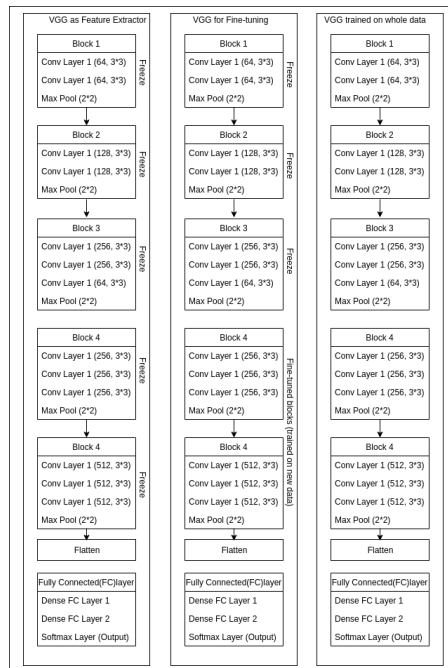 VGG as Feature Extractor
Block 1
Conv Layer 1 (64, 3*3)
Conv Layer 1 (64, 3*3)
Max Pool (2*2)
Freeze
Block 2
Conv Layer 1 (128, 3*3)
Conv Layer 1 (128, 3*3)
Max Pool (2*2)
Freeze
Block 3
Conv Layer 1 (256, 3*3)
Conv Layer 1 (256, 3*3)
Conv Layer 1 (64, 3*3)
Max Pool (2*2)
Freeze
Block 4
Conv Layer 1 (256, 3*3)
Conv Layer 1 (256, 3*3)
Conv Layer 1 (256, 3*3)
Max Pool (2*2)
Freeze
Block 4
Conv Layer 1 (512, 3*3)
Conv Layer 1 (512, 3*3)
Conv Layer 1 (512, 3*3)
Max Pool (2*2)
Freeze
Flatten
Fully Connected(FC)layer
Dense FC Layer 1
Dense FC Layer 2
Softmax Layer (Output)
VGG for Fine-tuning
Block 1
Conv Layer 1 (64, 3*3)
Conv Layer 1 (64, 3*3)
Max Pool (2*2)
Freeze
Block 2
Conv Layer 1 (128, 3*3)
Conv Layer 1 (128, 3*3)
Max Pool (2*2)
Freeze
Block 3
Conv Layer 1 (256, 3*3)
Conv Layer 1 (256, 3*3)
Conv Layer 1 (64, 3*3)
Max Pool (2*2)
Freeze
Block 4
Conv Layer 1 (256, 3*3)
Conv Layer 1 (256, 3*3)
Conv Layer 1 (256, 3*3)
Max Pool (2*2)
Block 4
Conv Layer 1 (512, 3*3)
Conv Layer 1 (512, 3*3)
Conv Layer 1 (512, 3*3)
Max Pool (2*2)
Fine-tuned blocks (trained on new data)
Flatten
Fully Connected(FC)layer
Dense FC Layer 1
Dense FC Layer 2
Softmax Layer (Output)
VGG trained on whole data
Block 1
Conv Layer 1 (64, 3*3)
Conv Layer 1 (64, 3*3)
Max Pool (2*2)
Block 2
Conv Layer 1 (128, 3*3)
Conv Layer 1 (128, 3*3)
Max Pool (2*2)
Block 3
Conv Layer 1 (256, 3*3)
Conv Layer 1 (256, 3*3)
Conv Layer 1 (64, 3*3)
Max Pool (2*2)
Block 4
Conv Layer 1 (256, 3*3)
Conv Layer 1 (256, 3*3)
Conv Layer 1 (256, 3*3)
Max Pool (2*2)
Block 4
Conv Layer 1 (512, 3*3)
Conv Layer 1 (512, 3*3)
Conv Layer 1 (512, 3*3)
Max Pool (2*2)
Flatten
Fully Connected(FC)layer
Dense FC Layer 1
Dense FC Layer 2
Softmax Layer (Output)